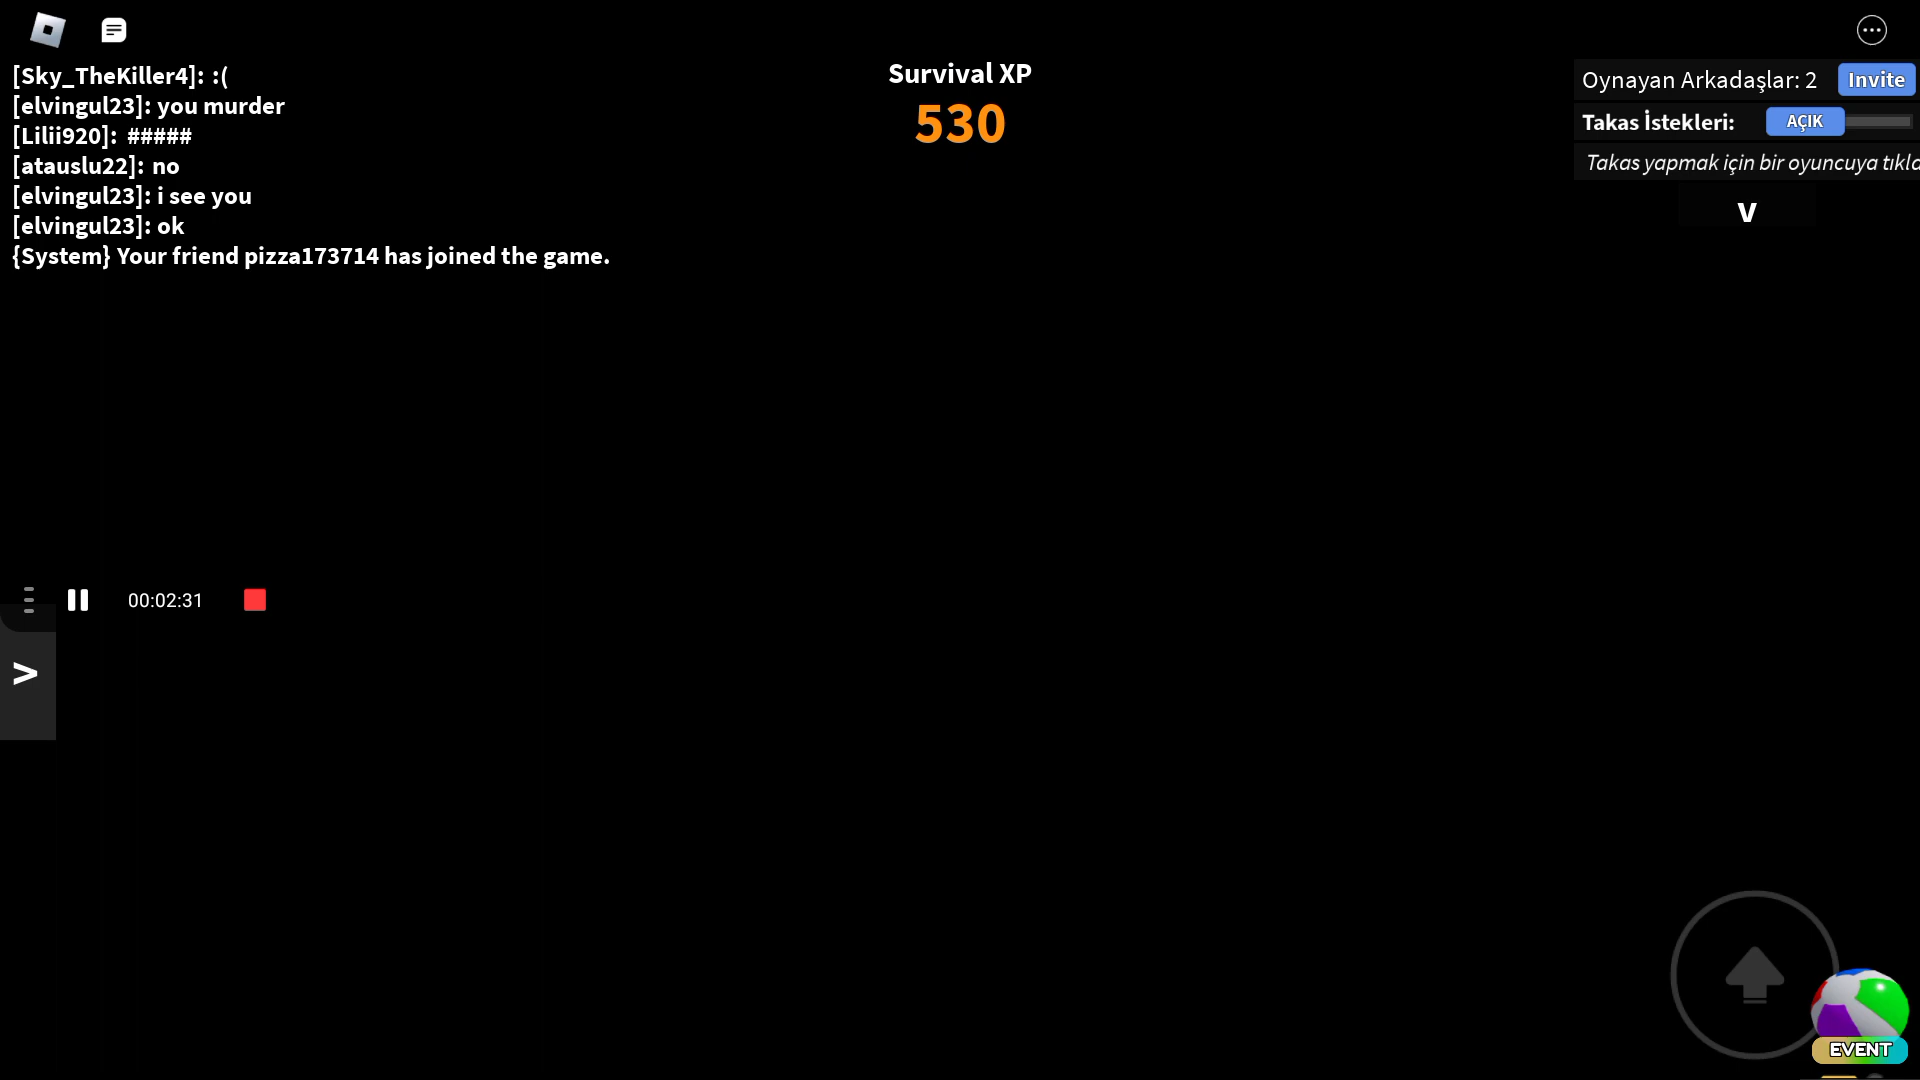 [Sky_TheKiller4]: :(
[elvingul23]: you murder
[Lilii920]: #####
[atauslu22]: no
[elvingul23]: i see you
[elvingul23]: ok
{System} Your friend pizza173714 has joined the game.
Survival XP
530
Oynayan Arkadaşlar: 2 Invite
Takas İstekleri: AÇIK
Takas yapmak için bir oyuncuya tıkla
v
00:02:31
>
EVENT